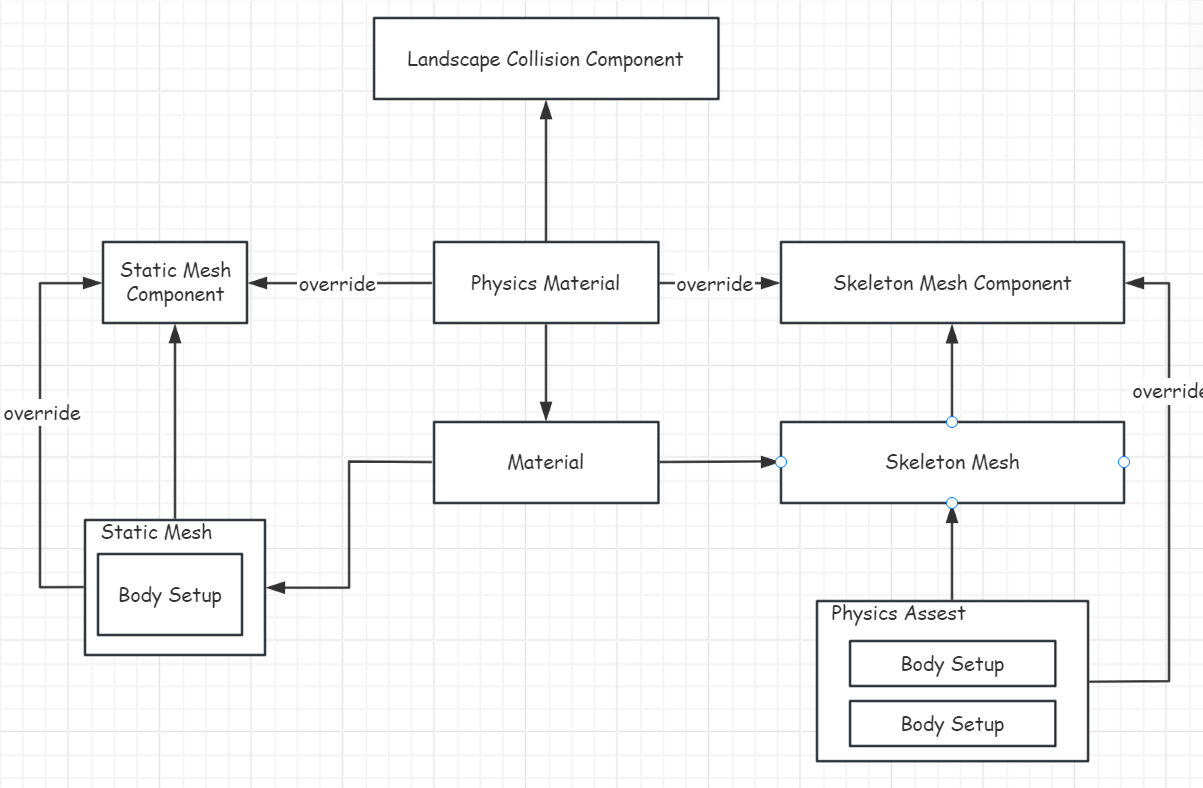 Landscape Collision Component
Static Mesh
Component
override
Physics Material
override
Skeleton Mesh Component
override
override
Material
Skeleton Mesh
Static Mesh
Body Setup
Physics Assest
Body Setup
Body Setup